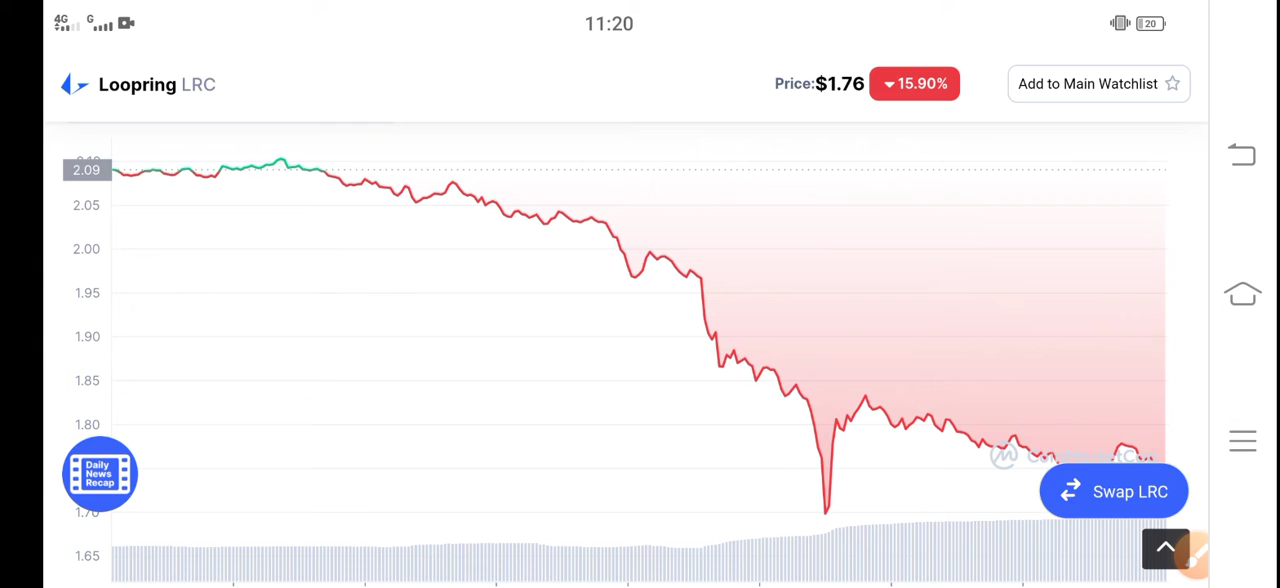 4G G 11:20 20
Loopring LRC Price:$1.76 15.90% Add to Main Watchlist
2.09
2.05
2.00
1.95
1.90
1.85
1.80
Daily
News
Recap
Swap LRC
1.70
1.65